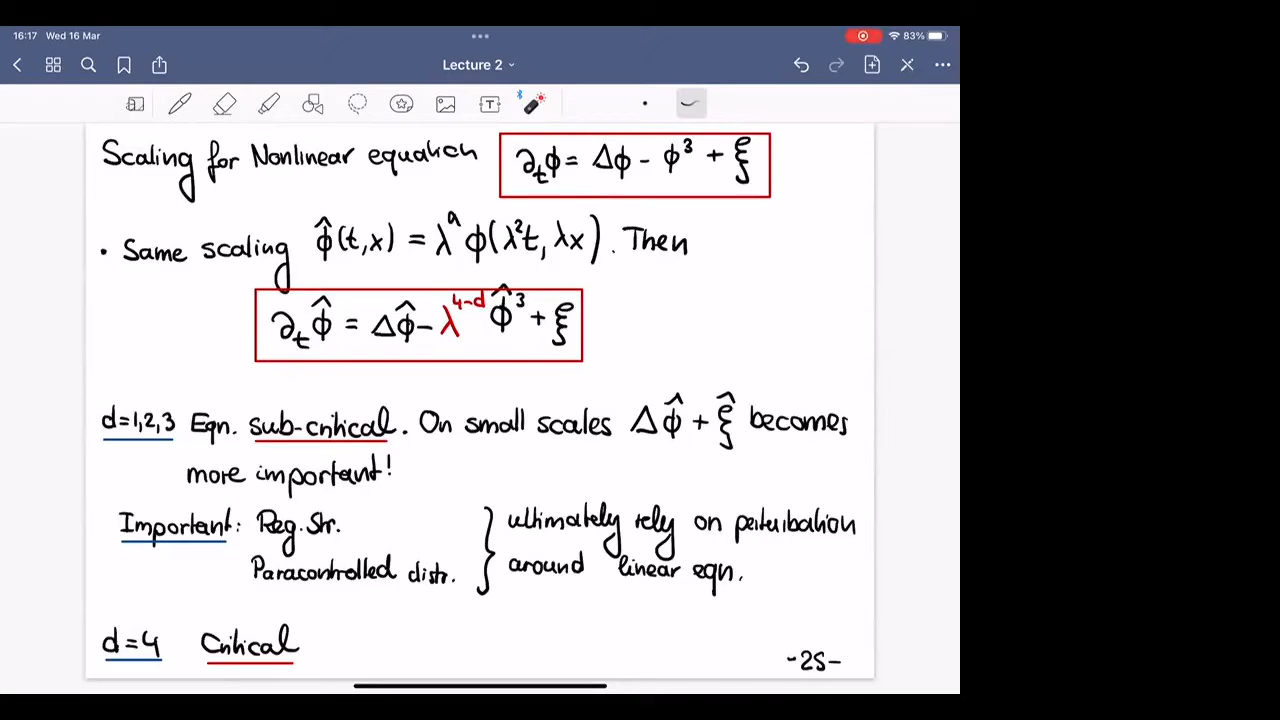 16:17 Wed 16 Mar
83%
Lecture 2
Scaling for Nonlinear equation ∂ₜϕ = Δϕ - ϕ³ + ξ
• Same scaling ϕ̂(t,x) = λᵃ ϕ(λ²t, λx). Then
∂ₜϕ̂ = Δϕ̂ - λ⁴⁻ᵈ ϕ̂³ + ξ
d=1,2,3 Eqn. sub-critical. On small scales Δϕ̂ + ξ̂ becomes
more important!
Important: Reg. Str. } ultimately rely on perturbation
Paracontrolled distr. } around linear eqn.
d=4 Critical
-25-